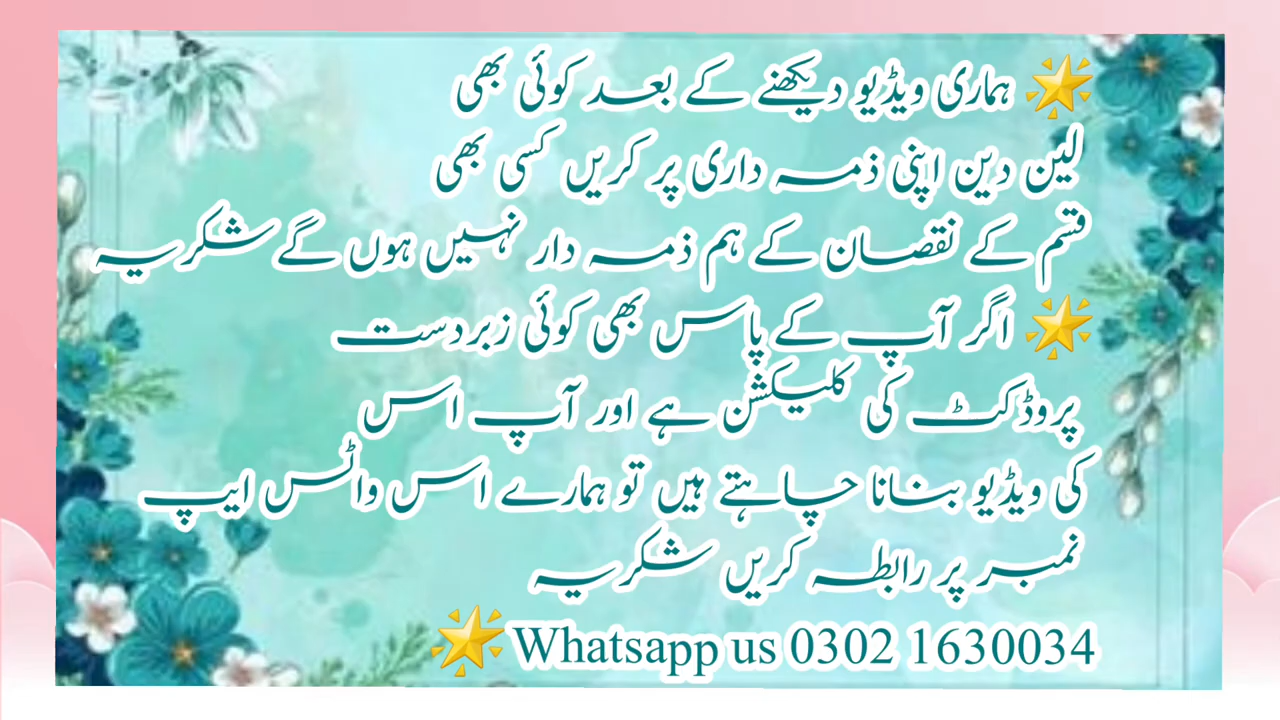 🌟 ہماری ویڈیو دیکھنے کے بعد کوئی بھی
لین دین اپنی ذمہ داری پر کریں کسی بھی
قسم کے نقصان کے ہم ذمہ دار نہیں ہوں گے شکریہ
🌟 اگر آپ کے پاس بھی کوئی زبردست
پروڈکٹ کی کلیکشن ہے اور آپ اس
کی ویڈیو بنانا چاہتے ہیں تو ہمارے اس واٹس ایپ
نمبر پر رابطہ کریں شکریہ
🌟Whatsapp us 0302 1630034